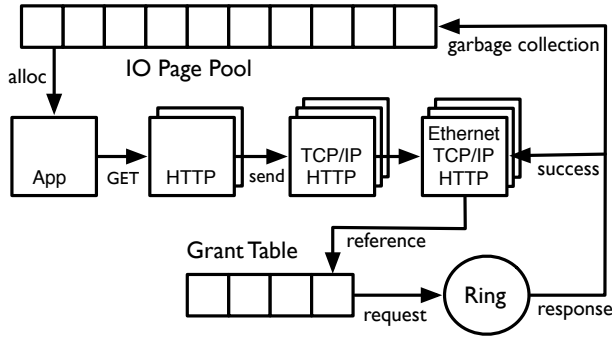 garbage collection
IO Page Pool
alloc
App
GET
HTTP
send
TCP/IP
HTTP
Ethernet
TCP/IP
HTTP
success
reference
Grant Table
request
Ring
response